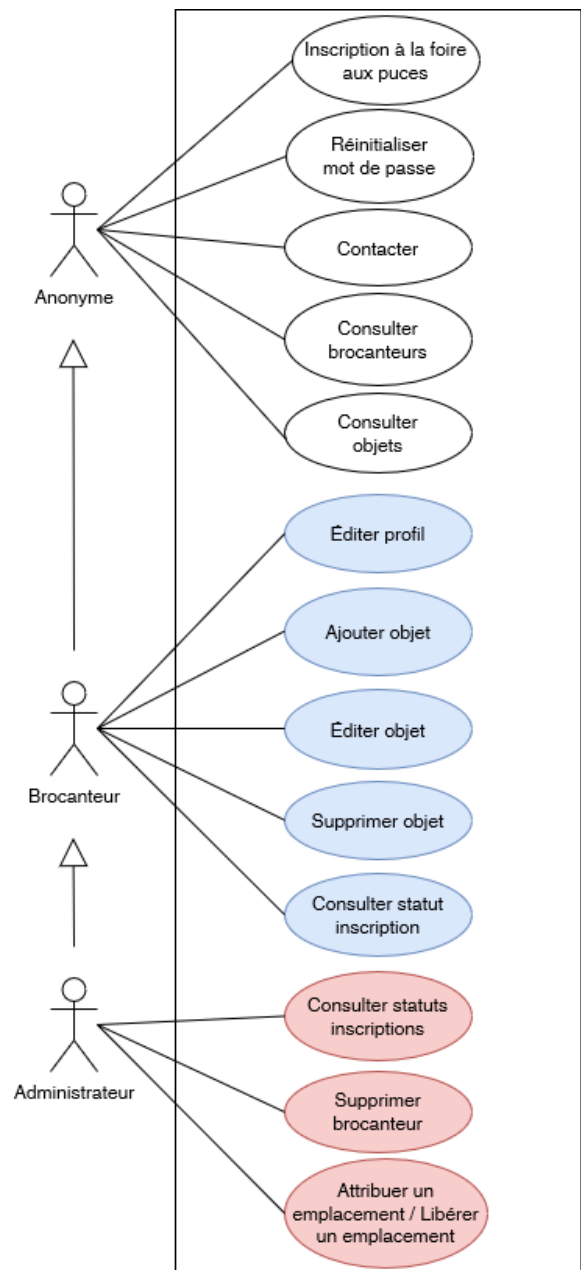 Inscription à la foire
aux puces
Réinitialiser
mot de passe
Anonyme
Contacter
Consulter
brocanteurs
Consulter
objets
Éditer profil
Ajouter objet
Éditer objet
Brocanteur
Supprimer objet
Consulter statut
inscription
Consulter statuts
inscriptions
Administrateur
Supprimer
brocanteur
Attribuer un
emplacement / Libérer
un emplacement